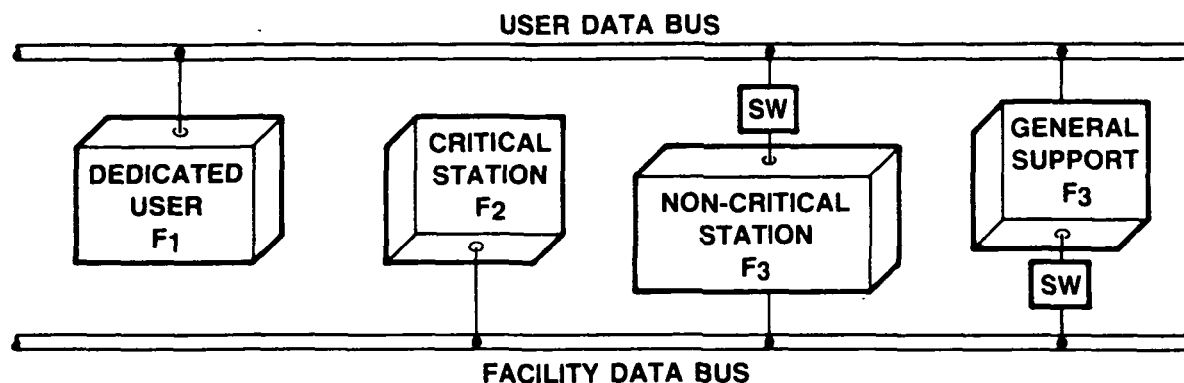 USER DATA BUS
DEDICATED
USER
F1
CRITICAL
STATION
F2
SW
NON-CRITICAL
STATION
F3
GENERAL
SUPPORT
F3
SW
FACILITY DATA BUS